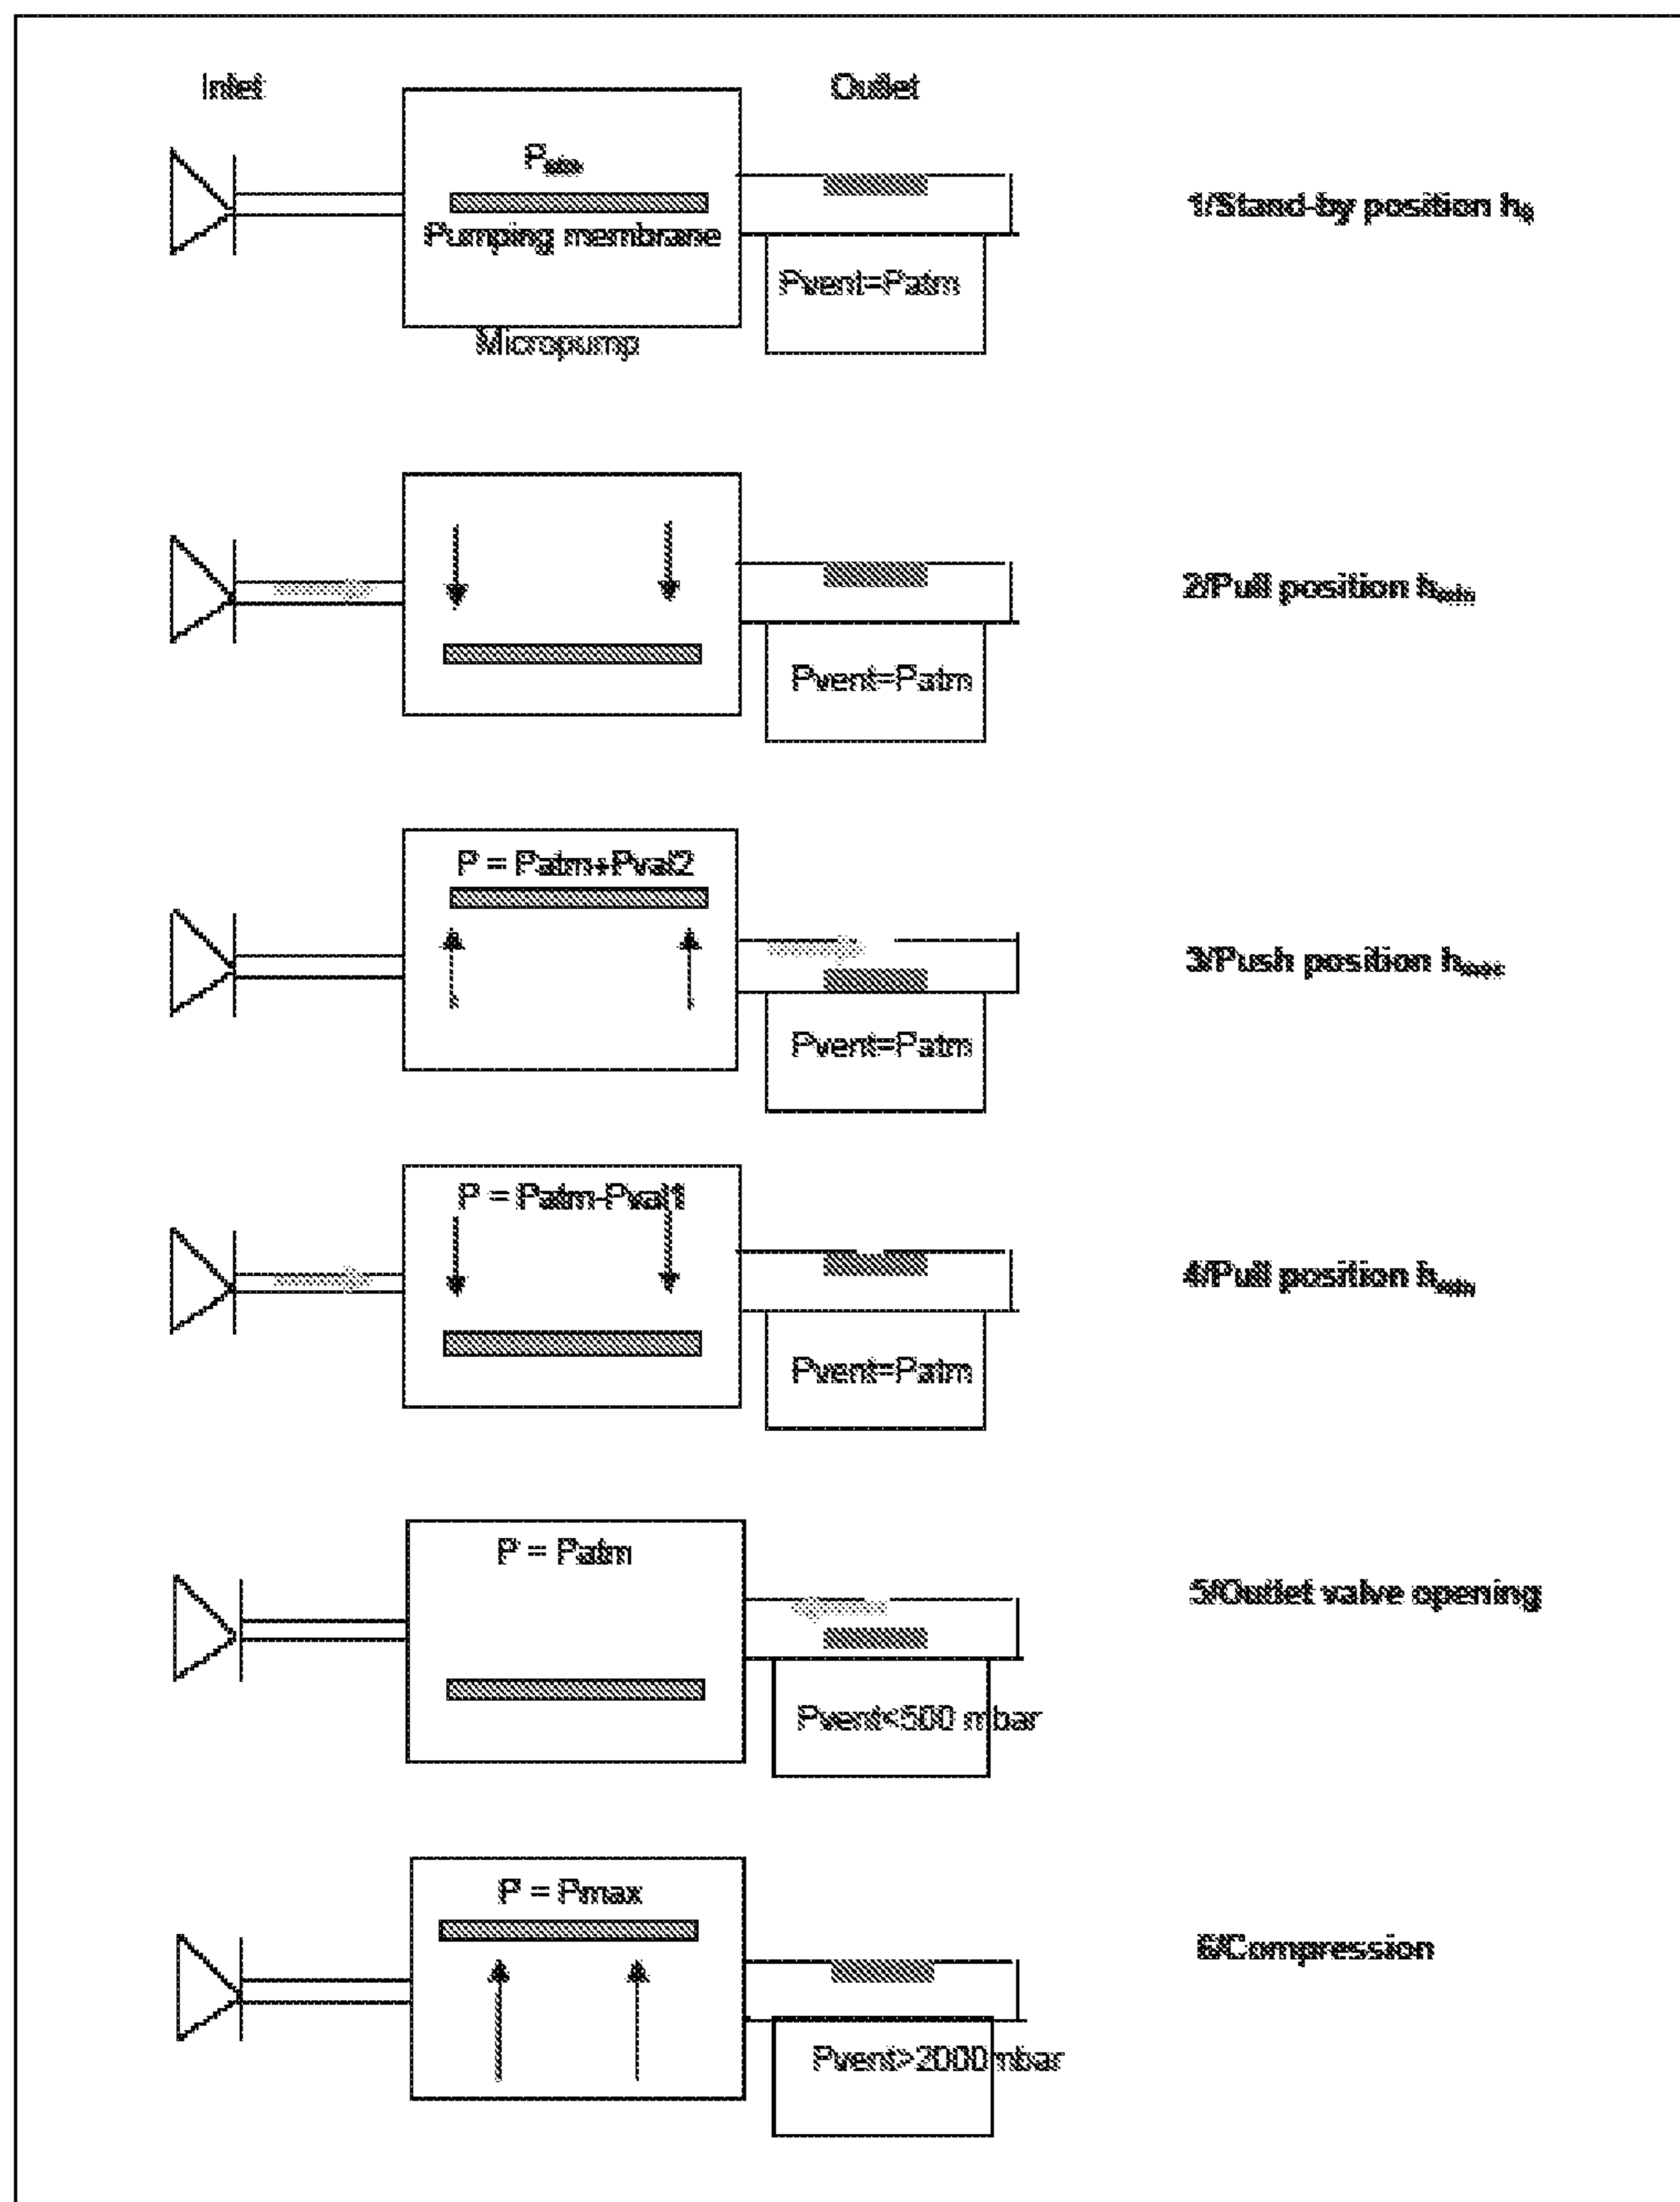 Inlet
Outlet
Pumping membrane
Pvent=Patm
Micropump
1/Stand-by position h
Pvent=Patm
2/Pull position h
P = Patm+Pval2
Pvent=Patm
3/Push position h
P = Patm-Pval1
Pvent=Patm
4/Pull position h
P = Patm
Pvent<500 mbar
5/Outlet valve opening
P = Pmax
Pvent>2000mbar
6/Compression